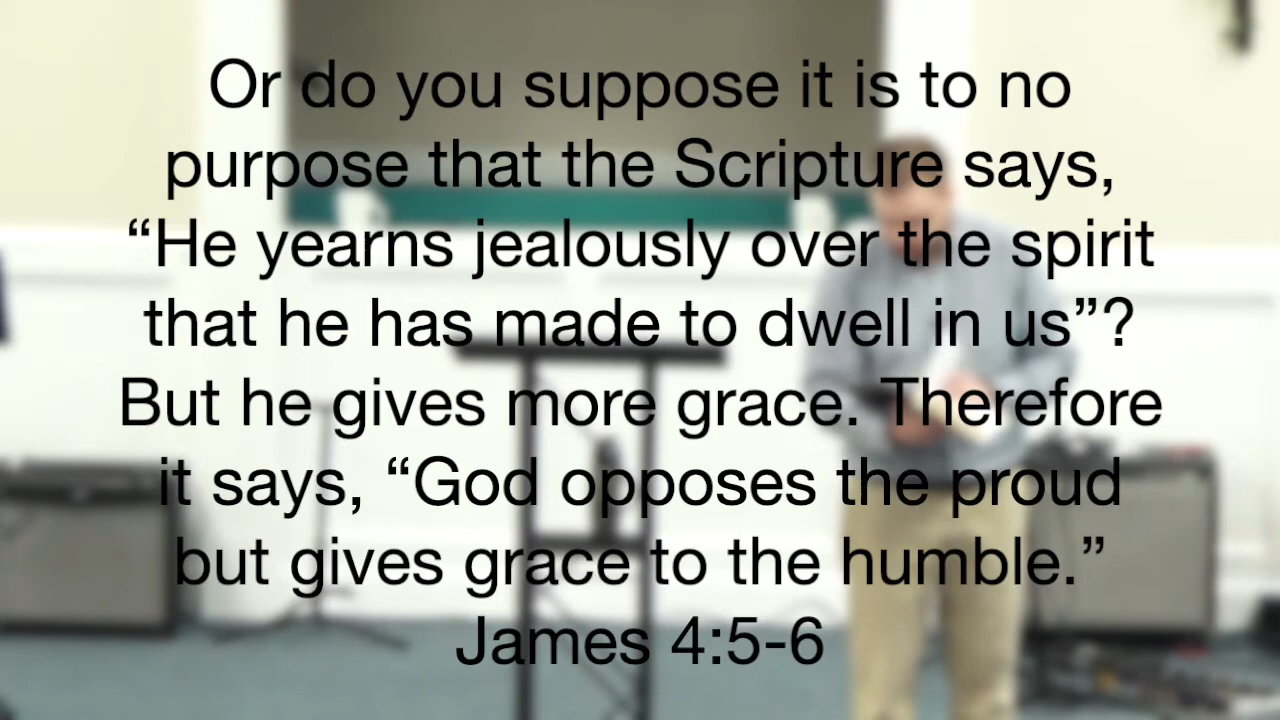 Or do you suppose it is to no
purpose that the Scripture says,
“He yearns jealously over the spirit
that he has made to dwell in us”?
But he gives more grace. Therefore
it says, “God opposes the proud
but gives grace to the humble.”
James 4:5-6